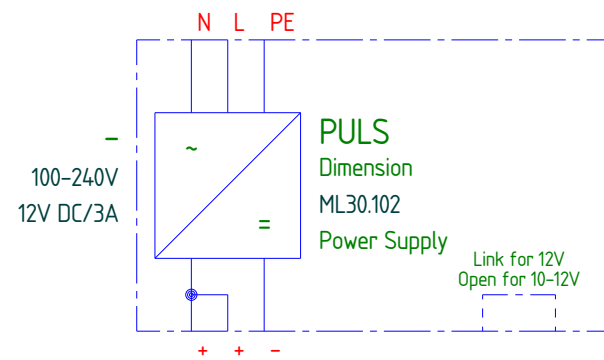 N L PE
–
100-240V
12V DC/3A
~
=
PULS
Dimension
ML30.102
Power Supply
Link for 12V
Open for 10-12V
+ + –